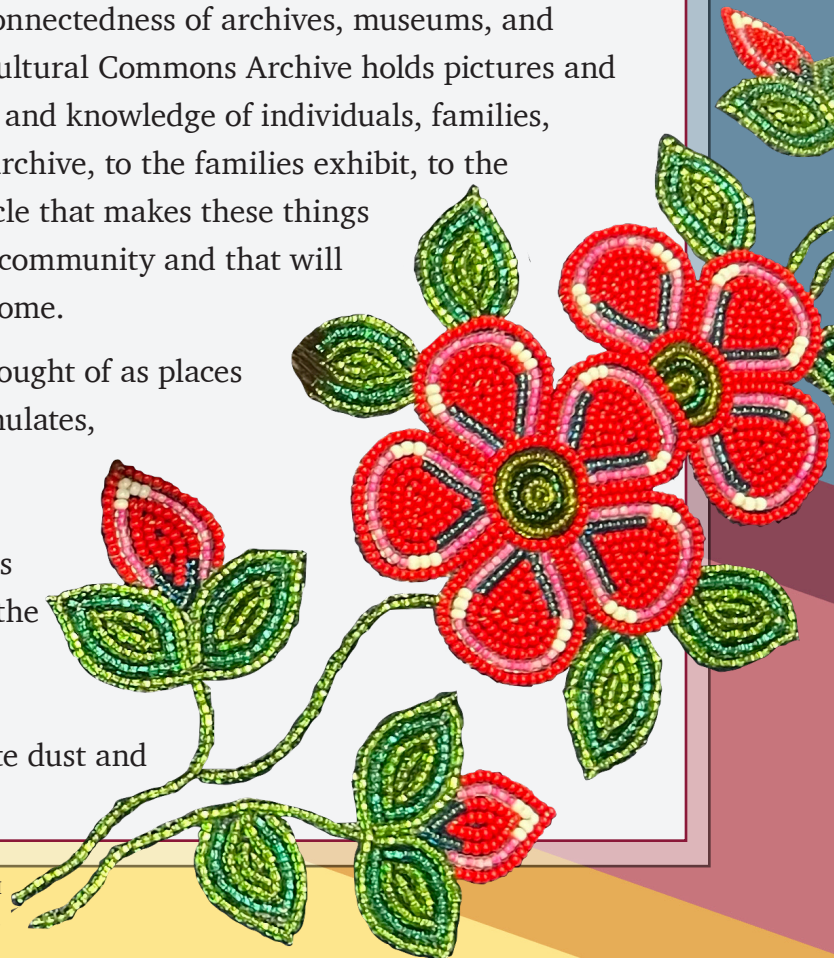 onnectedness of archives, museums, and
ultural Commons Archive holds pictures and
and knowledge of individuals, families,
rchive, to the families exhibit, to the
cle that makes these things
community and that will
ome.
ought of as places
nulates,
s
the
te dust and